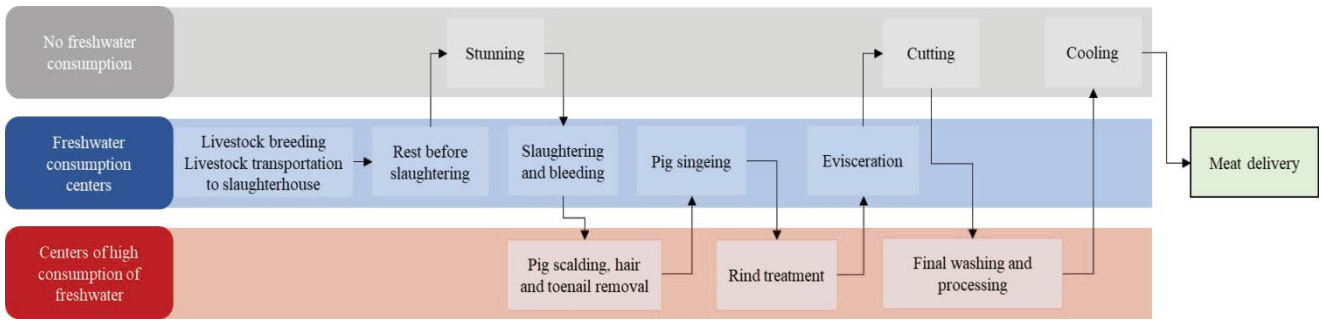 No freshwater
consumption
Stunning
Cutting
Cooling
Freshwater
consumption
centers
Livestock breeding
Livestock transportation
to slaughterhouse
Rest before
slaughtering
Slaughtering
and bleeding
Pig singeing
Evisceration
Meat delivery
Centers of high
consumption of
freshwater
Pig scalding, hair
and toenail removal
Rind treatment
Final washing and
processing